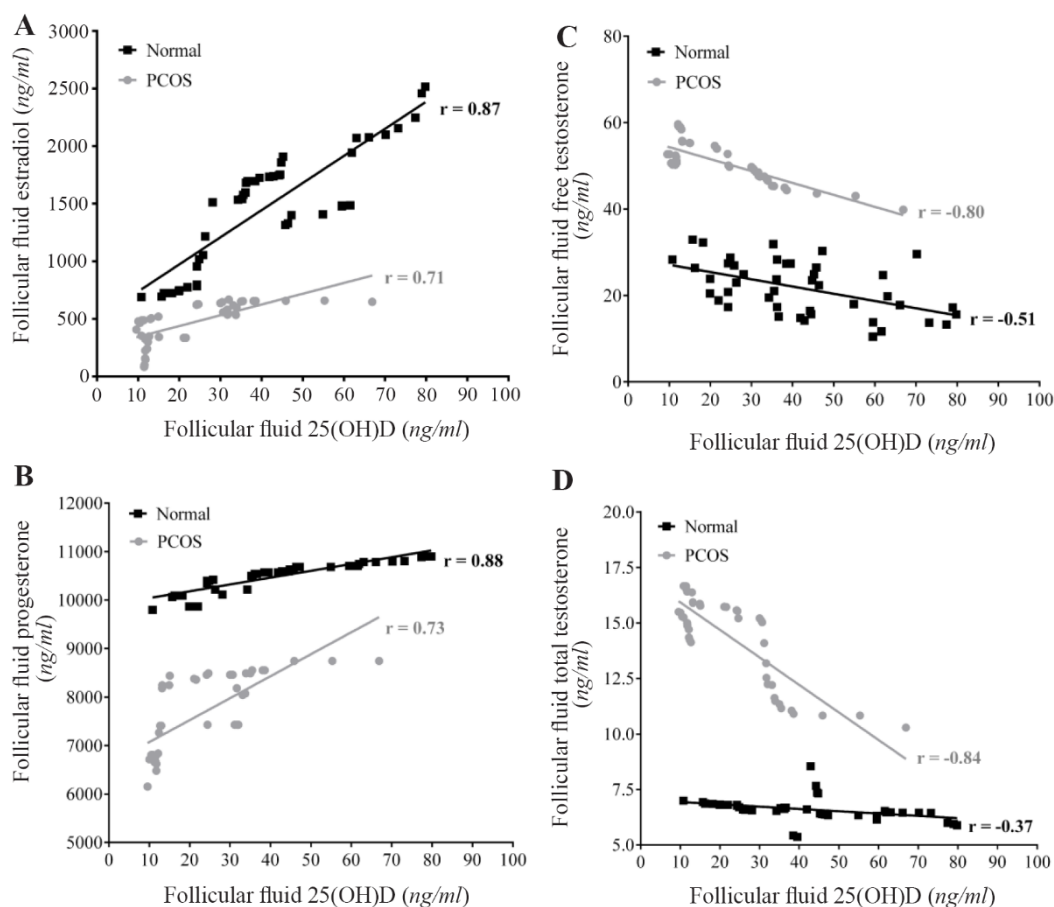 A
Follicular fluid estradiol (ng/ml)
3000
2500
2000
1500
1000
500
0
Normal
PCOS
r = 0.87
r = 0.71
0 10 20 30 40 50 60 70 80 90 100
Follicular fluid 25(OH)D (ng/ml)
C
Follicular fluid free testosterone
(ng/ml)
80
60
40
20
0
Normal
PCOS
r = -0.80
r = -0.51
0 10 20 30 40 50 60 70 80 90 100
Follicular fluid 25(OH)D (ng/ml)
B
Follicular fluid progesterone
(ng/ml)
12000
11000
10000
9000
8000
7000
6000
5000
Normal
PCOS
r = 0.88
r = 0.73
0 10 20 30 40 50 60 70 80 90 100
Follicular fluid 25(OH)D (ng/ml)
D
Follicular fluid total testosterone
(ng/ml)
20.0
17.5
15.0
12.5
10.0
7.5
5.0
Normal
PCOS
r = -0.84
r = -0.37
0 10 20 30 40 50 60 70 80 90 100
Follicular fluid 25(OH)D (ng/ml)